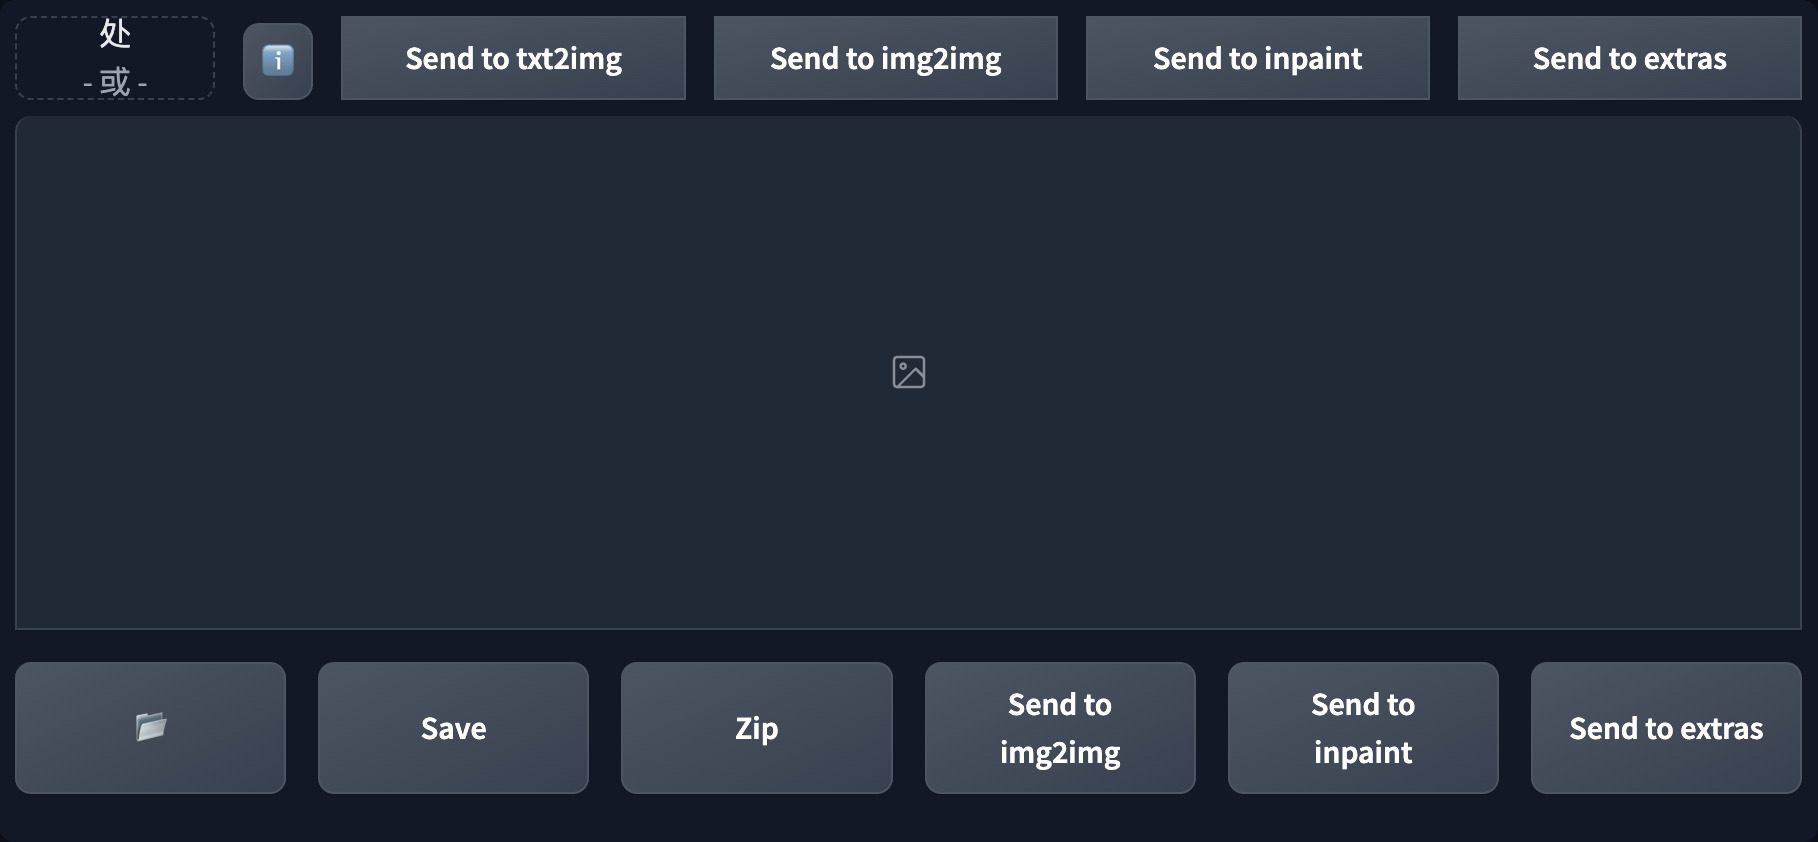 处
- 或 -
i
Send to txt2img
Send to img2img
Send to inpaint
Send to extras
Save
Zip
Send to
img2img
Send to
inpaint
Send to extras